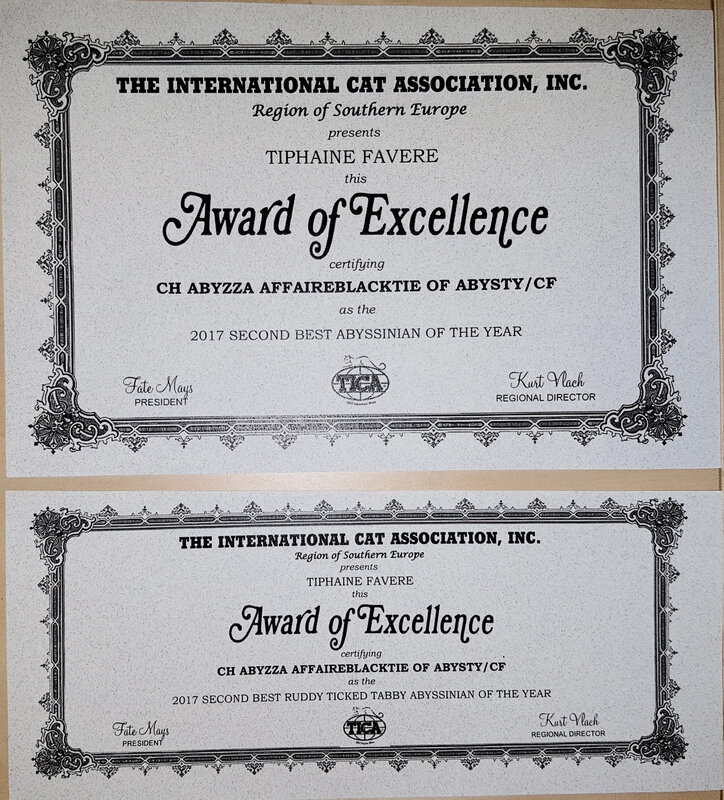 THE INTERNATIONAL CAT ASSOCIATION, INC.
Region of Southern Europe
presents
TIPHAINE FAVERE
this
Award of Excellence
certifying
CH ABYZZA AFFAIREBLACKTIE OF ABYSTY/CF
as the
2017 SECOND BEST ABYSSINIAN OF THE YEAR
TICA
Fate Mays
PRESIDENT
Kurt Vlach
REGIONAL DIRECTOR
THE INTERNATIONAL CAT ASSOCIATION, INC.
Region of Southern Europe
presents
TIPHAINE FAVERE
this
Award of Excellence
certifying
CH ABYZZA AFFAIREBLACKTIE OF ABYSTY/CF
as the
2017 SECOND BEST RUDDY TICKED TABBY ABYSSINIAN OF THE YEAR
TICA
Fate Mays
PRESIDENT
Kurt Vlach
REGIONAL DIRECTOR